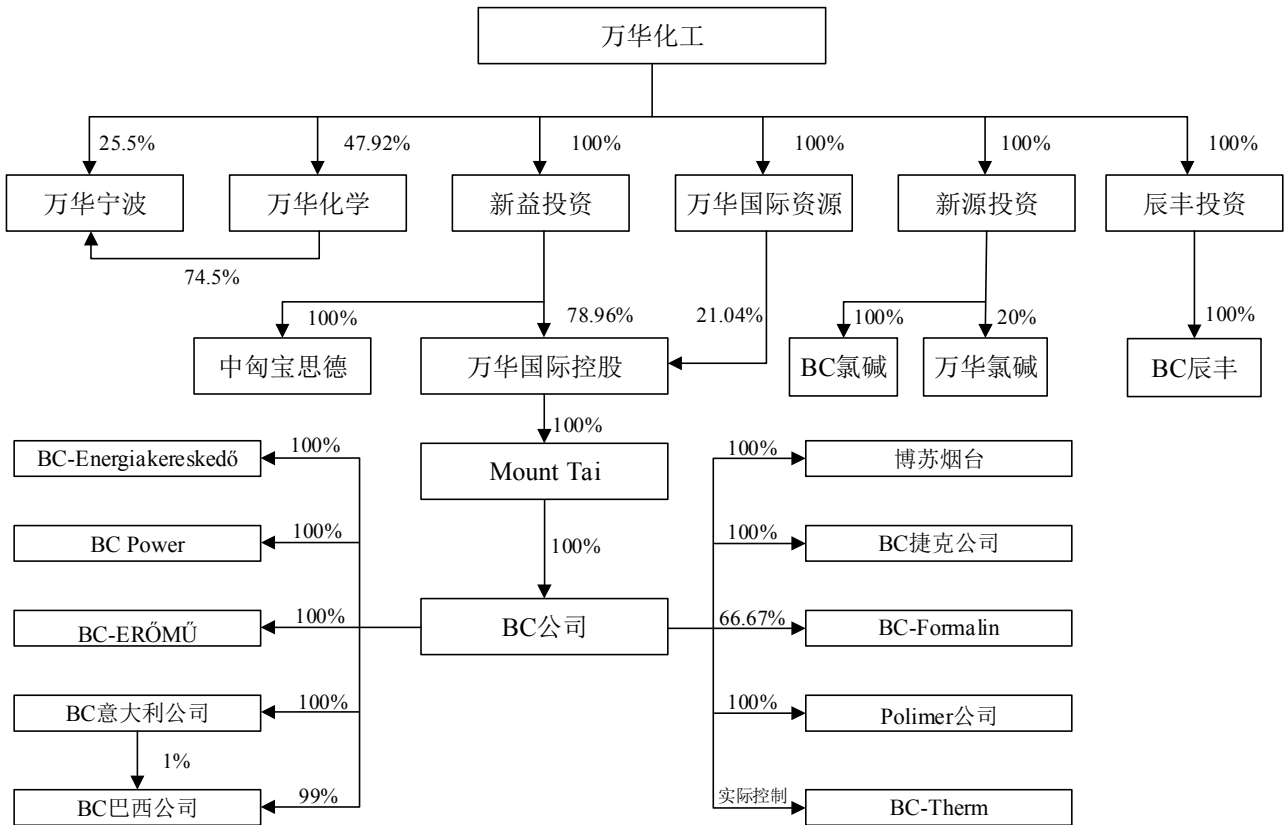 万华化工
25.5%
47.92%
100%
100%
100%
100%
万华宁波
万华化学
新益投资
万华国际资源
新源投资
辰丰投资
74.5%
100%
78.96%
21.04%
100%
20%
100%
中匈宝思德
万华国际控股
BC氯碱
万华氯碱
BC辰丰
100%
BC-Energiakereskedő
100%
Mount Tai
100%
博苏烟台
BC Power
100%
100%
100%
BC捷克公司
BC-ERŐMŰ
100%
BC公司
66.67%
BC-Formalin
BC意大利公司
100%
100%
Polimer公司
1%
BC巴西公司
99%
实际控制
BC-Therm